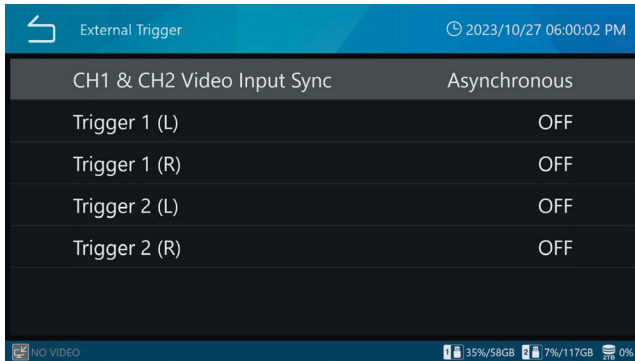 External Trigger 2023/10/27 06:00:02 PM
CH1 & CH2 Video Input Sync Asynchronous
Trigger 1 (L) OFF
Trigger 1 (R) OFF
Trigger 2 (L) OFF
Trigger 2 (R) OFF
NO VIDEO 1 35%/58GB 2 7%/117GB 2TB 0%